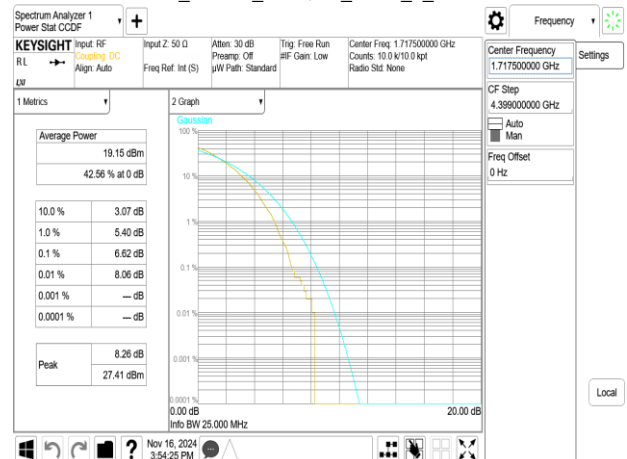 Spectrum Analyzer 1
Power Stat CCDF
Frequency
KEYSIGHT
RL
LXI
Input: RF
Coupling: DC
Align: Auto
Input Z: 50 Ω
Freq Ref: Int (S)
Atten: 30 dB
Preamp: Off
µW Path: Standard
Trig: Free Run
#IF Gain: Low
Center Freq: 1.717500000 GHz
Counts: 10.0 k/10.0 kpt
Radio Std: None
Center Frequency
1.717500000 GHz
Settings
CF Step
4.399000000 GHz
Auto
Man
Freq Offset
0 Hz
1 Metrics
Average Power
19.15 dBm
42.56 % at 0 dB
10.0 % 3.07 dB
1.0 % 5.40 dB
0.1 % 6.62 dB
0.01 % 8.06 dB
0.001 % --- dB
0.0001 % --- dB
Peak
8.26 dB
27.41 dBm
2 Graph
Gaussian
100 %
10 %
1 %
0.1 %
0.01 %
0.001 %
0.0001 %
0.00 dB 20.00 dB
Info BW 25.000 MHz
Local
?
Nov 16, 2024
3:54:25 PM